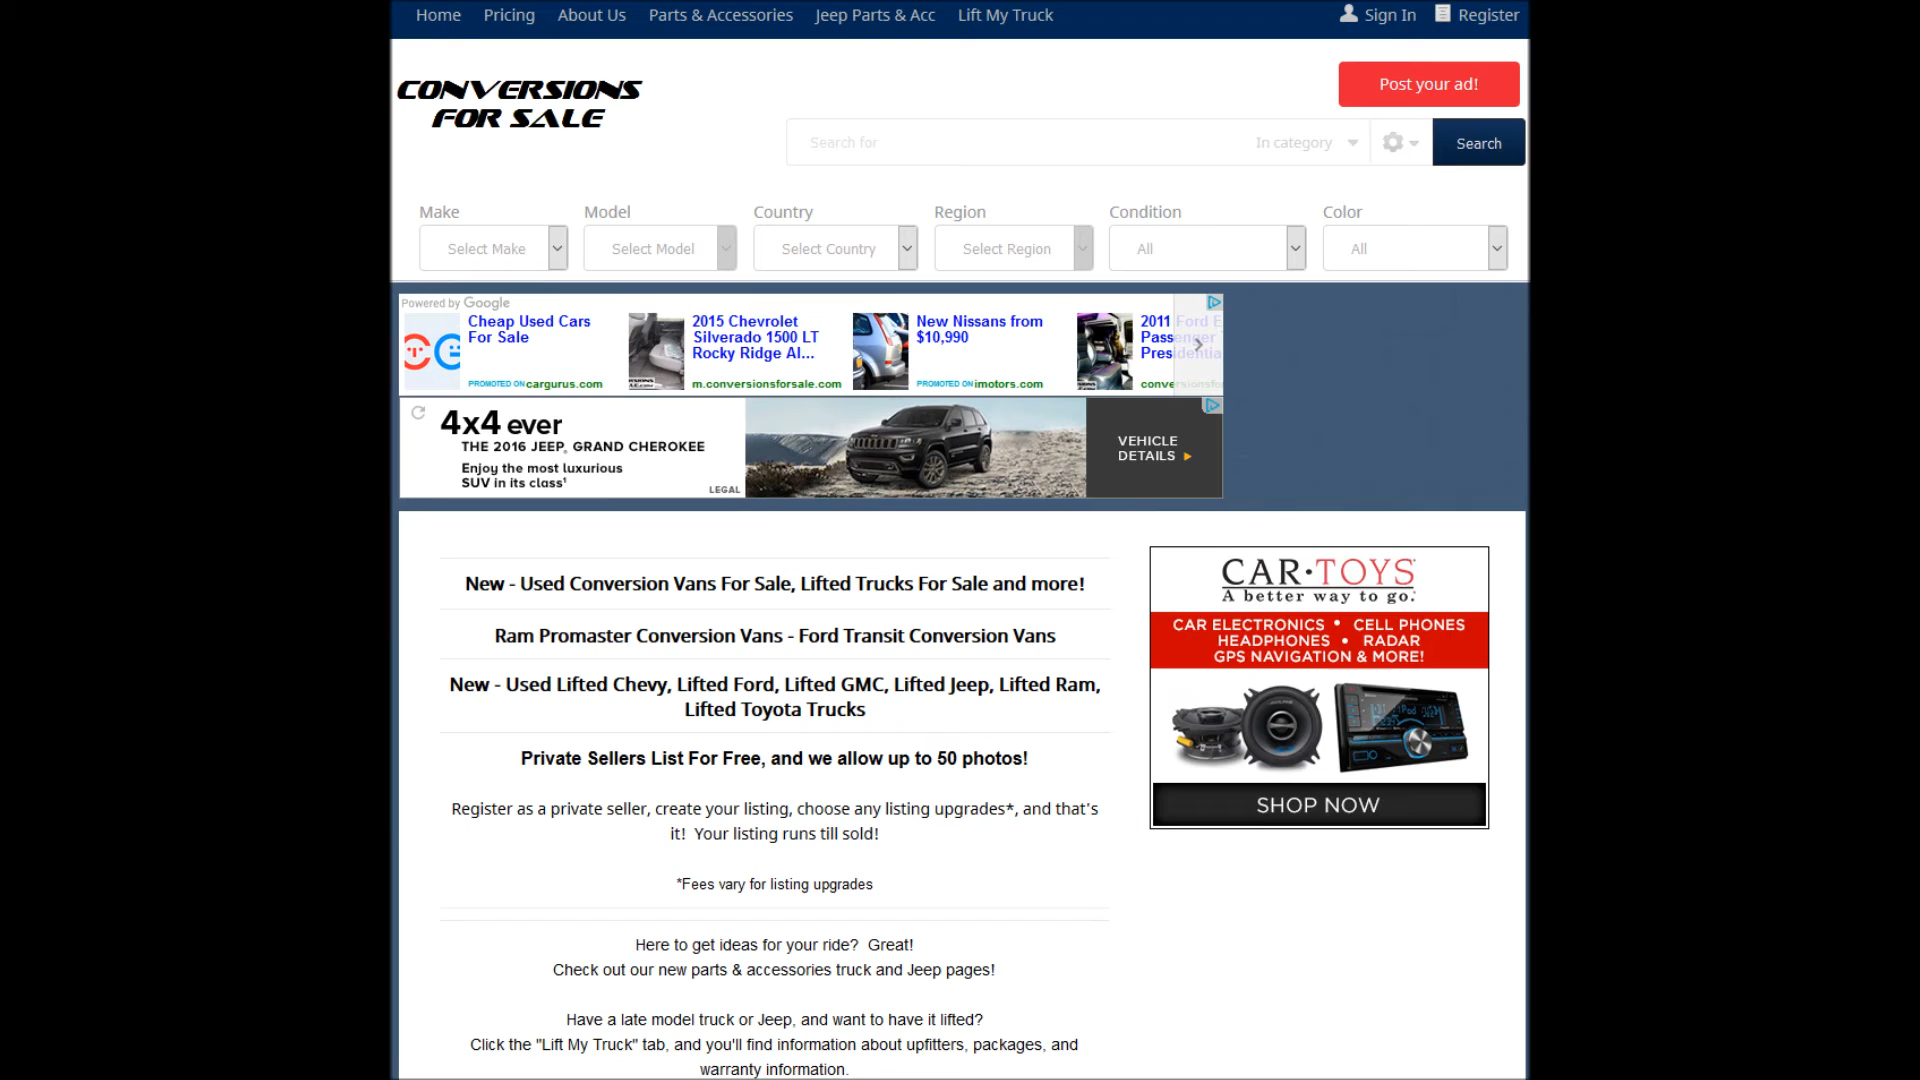 Home Pricing About Us Parts & Accessories Jeep Parts & Acc Lift My Truck Sign In Register
CONVERSIONS
FOR SALE
Post your ad!
Search for In category Search
Make Model Country Region Condition Color
Select Make Select Model Select Country Select Region All All
Powered by Google
Cheap Used Cars
For Sale
PROMOTED ON cargurus.com
2015 Chevrolet
Silverado 1500 LT
Rocky Ridge Al...
m.conversionsforsale.com
New Nissans from
$10,990
PROMOTED ON imotors.com
2011 Ford E
Passenger
Presidentia
conversionsfo
4x4 ever
THE 2016 JEEP® GRAND CHEROKEE
Enjoy the most luxurious
SUV in its class¹
LEGAL
VEHICLE
DETAILS ▸
New - Used Conversion Vans For Sale, Lifted Trucks For Sale and more!
Ram Promaster Conversion Vans - Ford Transit Conversion Vans
New - Used Lifted Chevy, Lifted Ford, Lifted GMC, Lifted Jeep, Lifted Ram,
Lifted Toyota Trucks
Private Sellers List For Free, and we allow up to 50 photos!
Register as a private seller, create your listing, choose any listing upgrades*, and that's
it! Your listing runs till sold!
*Fees vary for listing upgrades
Here to get ideas for your ride? Great!
Check out our new parts & accessories truck and Jeep pages!
Have a late model truck or Jeep, and want to have it lifted?
Click the "Lift My Truck" tab, and you'll find information about upfitters, packages, and
warranty information.
CAR·TOYS
A better way to go.
CAR ELECTRONICS • CELL PHONES
HEADPHONES • RADAR
GPS NAVIGATION & MORE!
SHOP NOW